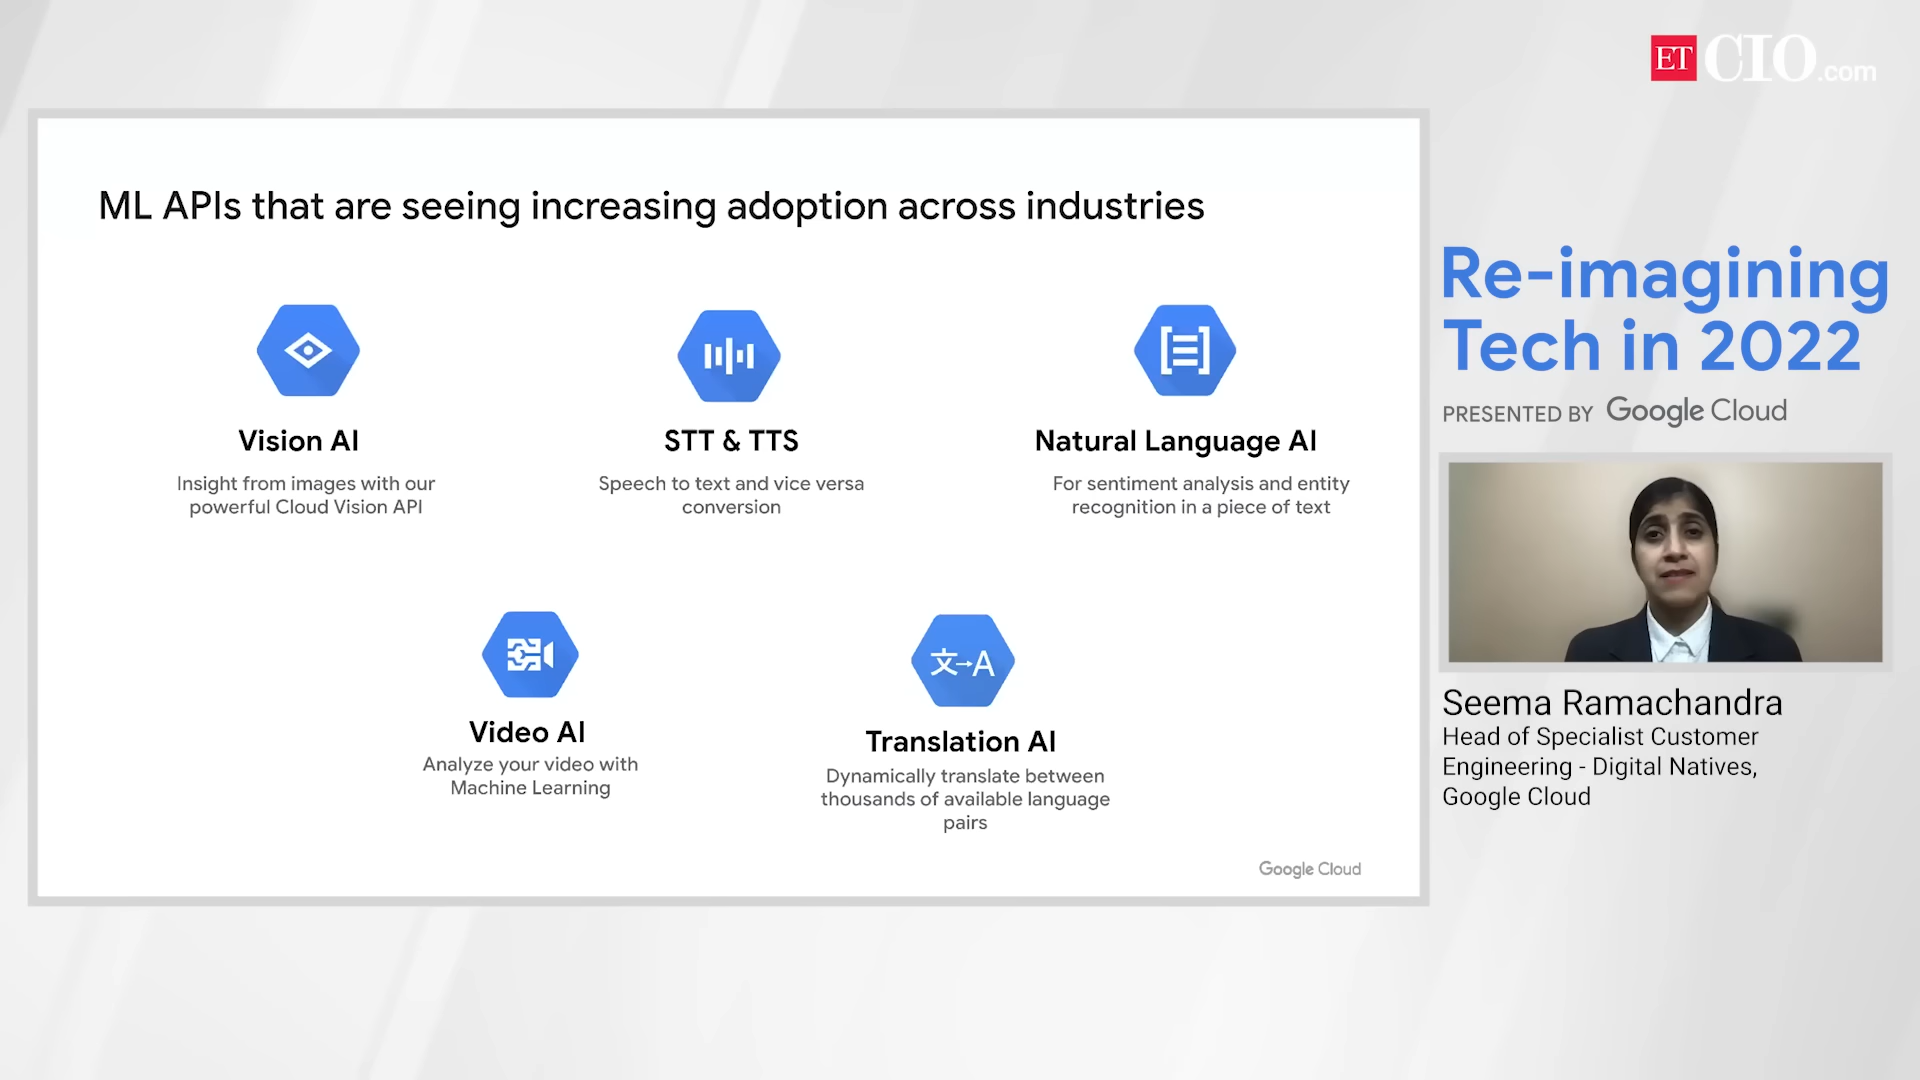 ET CIO.com
ML APIs that are seeing increasing adoption across industries
Vision AI
Insight from images with our
powerful Cloud Vision API
STT & TTS
Speech to text and vice versa
conversion
Natural Language AI
For sentiment analysis and entity
recognition in a piece of text
Video AI
Analyze your video with
Machine Learning
文→A
Translation AI
Dynamically translate between
thousands of available language
pairs
Google Cloud
Re-imagining
Tech in 2022
PRESENTED BY Google Cloud
Seema Ramachandra
Head of Specialist Customer
Engineering - Digital Natives,
Google Cloud